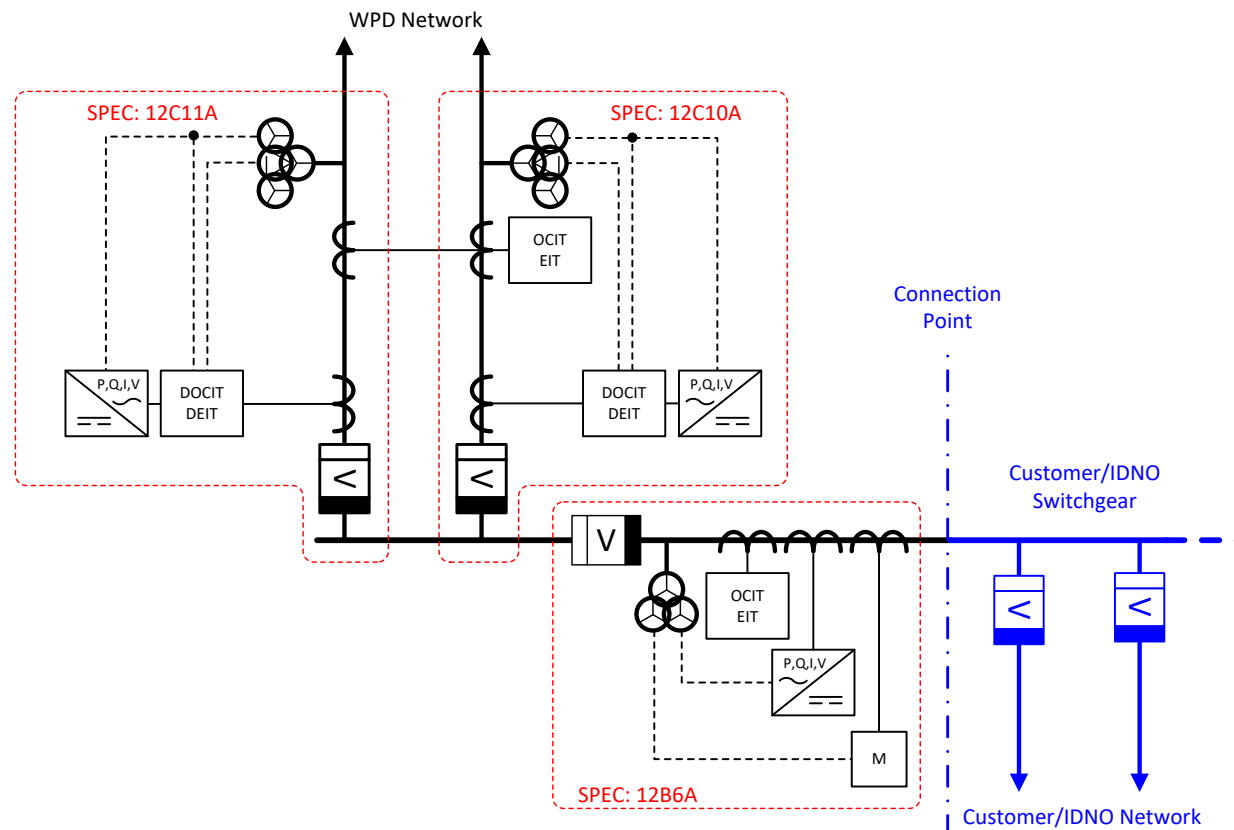 WPD Network
SPEC: 12C11A
SPEC: 12C10A
OCIT
EIT
Connection
Point
P,Q,I,V
DOCIT
DEIT
DOCIT
DEIT
P,Q,I,V
V
V
Customer/IDNO
Switchgear
V
OCIT
EIT
V
V
P,Q,I,V
M
SPEC: 12B6A
Customer/IDNO Network